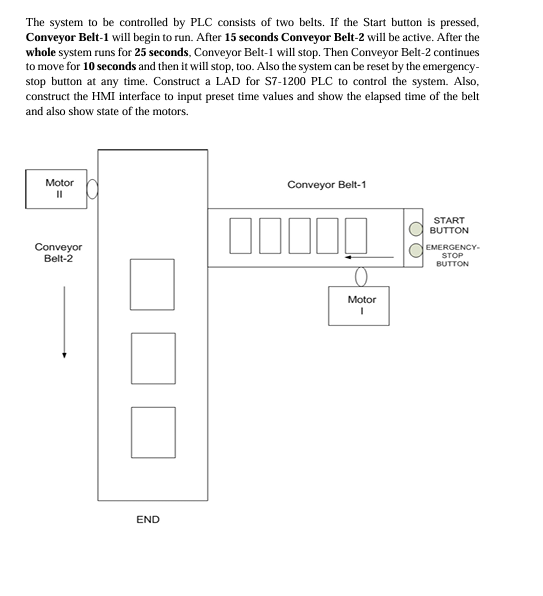 The system to be controlled by PLC consists of two belts. If the Start button is pressed,
Conveyor Belt-1 will begin to run. After 15 seconds Conveyor Belt-2 will be active. After the
whole system runs for 25 seconds, Conveyor Belt-1 will stop. Then Conveyor Belt-2 continues
to move for 10 seconds and then it will stop, too. Also the system can be reset by the emergency-
stop button at any time. Construct a LAD for S7-1200 PLC to control the system. Also,
construct the HMI interface to input preset time values and show the elapsed time of the belt
and also show state of the motors.
Motor
II
Conveyor Belt-1
START
BUTTON
Conveyor
Belt-2
EMERGENCY-
STOP
BUTTON
Motor
I
END